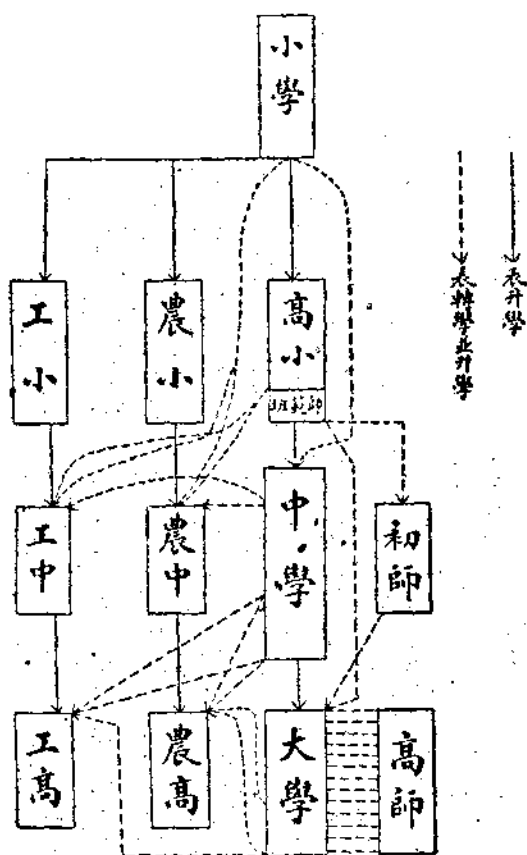 小學
表升學
表轉學並升學
高小
師範班
農小
工小
初師
中學
農中
工中
高師
大學
農高
工高